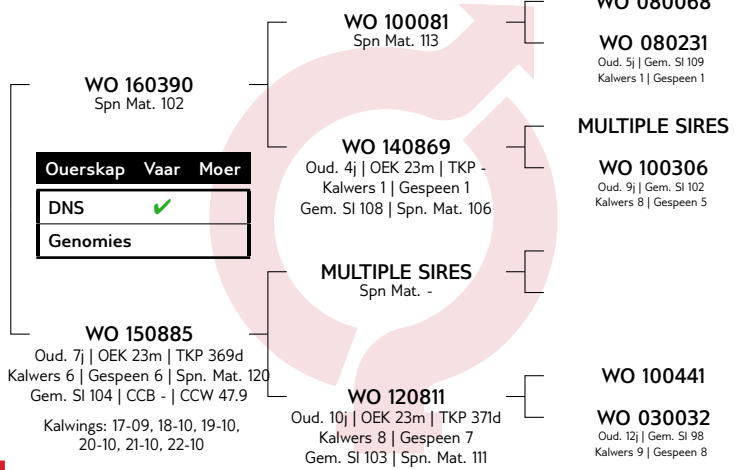 WO 080068
WO 100081
Spn Mat. 113
WO 080231
Oud. 5j | Gem. SI 109
Kalwers 1 | Gespeen 1
WO 160390
Spn Mat. 102
MULTIPLE SIRES
WO 140869
Oud. 4j | OEK 23m | TKP -
Kalwers 1 | Gespeen 1
Gem. SI 108 | Spn. Mat. 106
WO 100306
Oud. 9j | Gem. SI 102
Kalwers 8 | Gespeen 5
Ouerskap Vaar Moer
DNS ✔
Genomies
MULTIPLE SIRES
Spn Mat. -
WO 150885
Oud. 7j | OEK 23m | TKP 369d
Kalwers 6 | Gespeen 6 | Spn. Mat. 120
Gem. SI 104 | CCB - | CCW 47.9
Kalwings: 17-09, 18-10, 19-10,
20-10, 21-10, 22-10
WO 100441
WO 120811
Oud. 10j | OEK 23m | TKP 371d
Kalwers 8 | Gespeen 7
Gem. SI 103 | Spn. Mat. 111
WO 030032
Oud. 12j | Gem. SI 98
Kalwers 9 | Gespeen 8